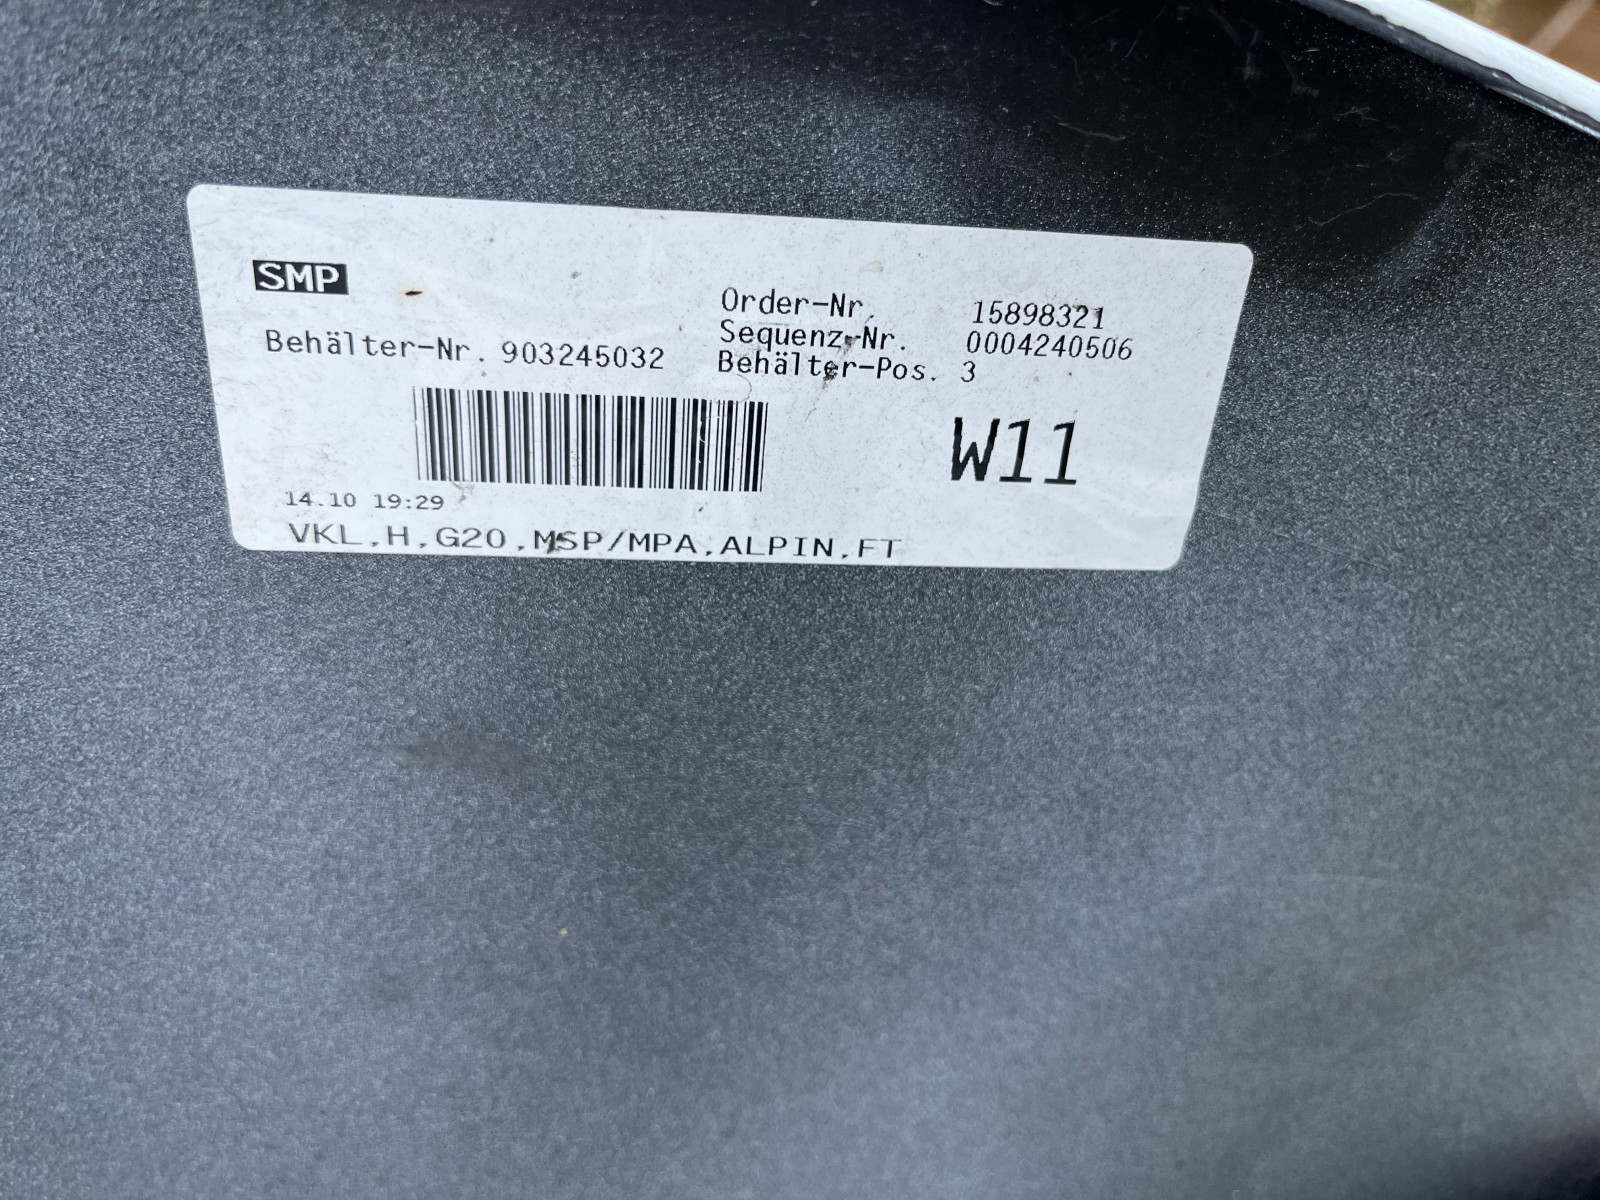 SMP
Order-Nr. 15898321
Sequenz-Nr. 0004240506
Behälter-Nr. 903245032
Behälter-Pos. 3
W11
14.10 19:29
VKL,H,G20,MSP/MPA,ALPIN,FT